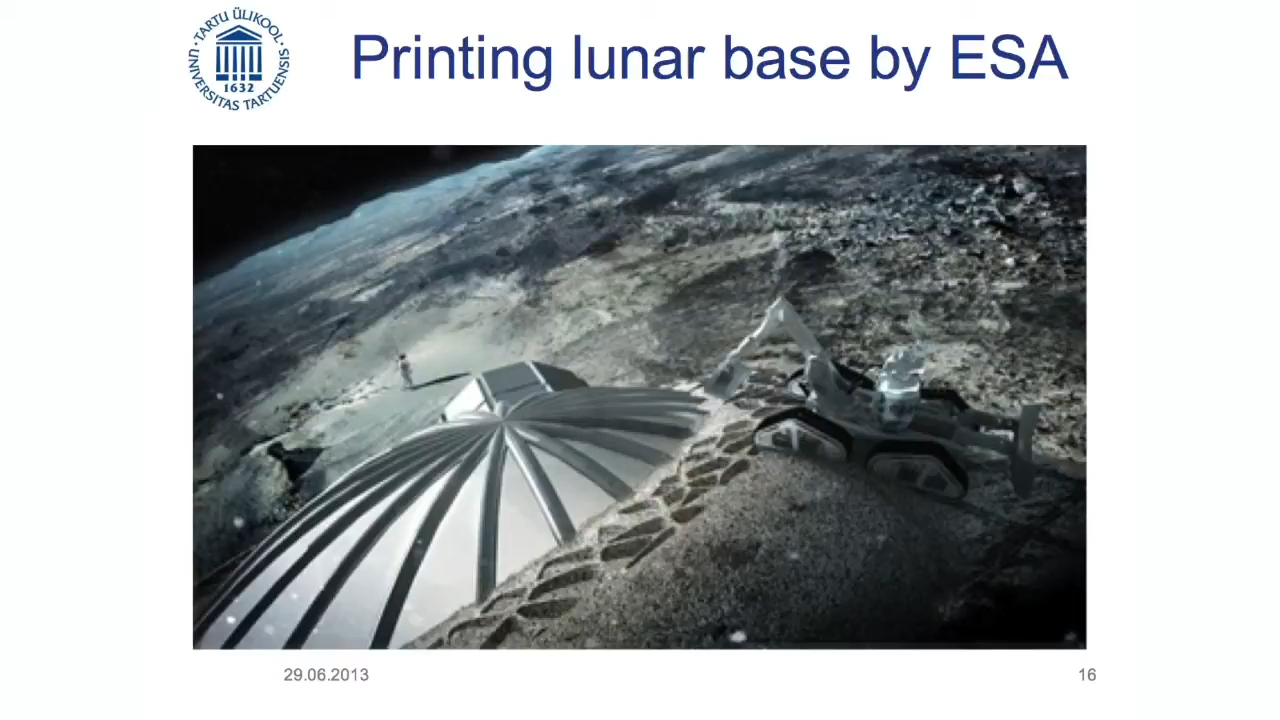 TARTU ÜLIKOOL
UNIVERSITAS TARTUENSIS
1632
Printing lunar base by ESA
29.06.2013
16